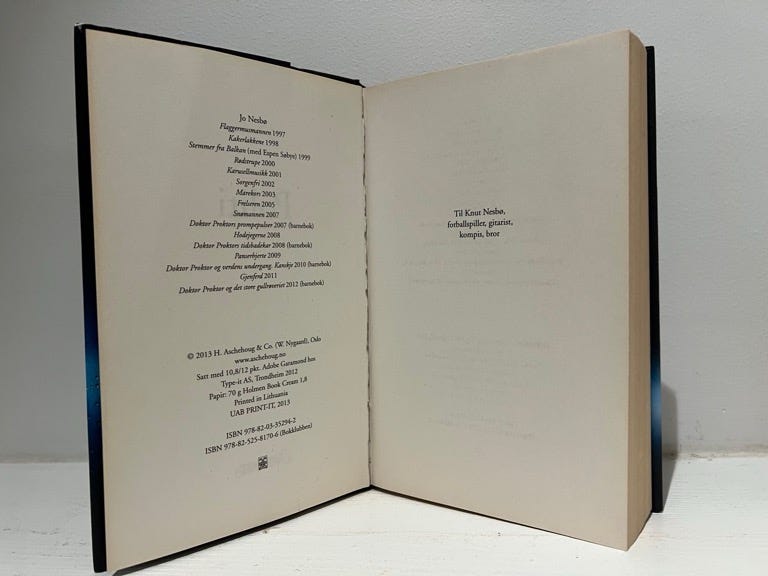 Jo Nesbø
Flaggermusmannen 1997
Kakerlakkene 1998
Stemmer fra Balkan (med Espen Søbye) 1999
Rødstrupe 2000
Karusellmusikk 2001
Sorgenfri 2002
Marekors 2003
Frelseren 2005
Snømannen 2007
Doktor Proktors prompepulver 2007 (barnebok)
Hodejegerne 2008
Doktor Proktors tidsbadekar 2008 (barnebok)
Panserhjerte 2009
Doktor Proktor og verdens undergang. Kanskje 2010 (barnebok)
Gjenferd 2011
Doktor Proktor og det store gullrøveriet 2012 (barnebok)
© 2013 H. Aschehoug & Co. (W. Nygaard), Oslo
www.aschehoug.no
Satt med 10,8/12 pkt. Adobe Garamond hos
Type-it AS, Trondheim 2012
Papir: 70 g Holmen Book Cream 1,8
Printed in Lithuania
UAB PRINT-IT, 2013
ISBN 978-82-03-35294-2
ISBN 978-82-525-8170-6 (Bokklubben)
Til Knut Nesbø,
fotballspiller, gitarist,
kompis, bror